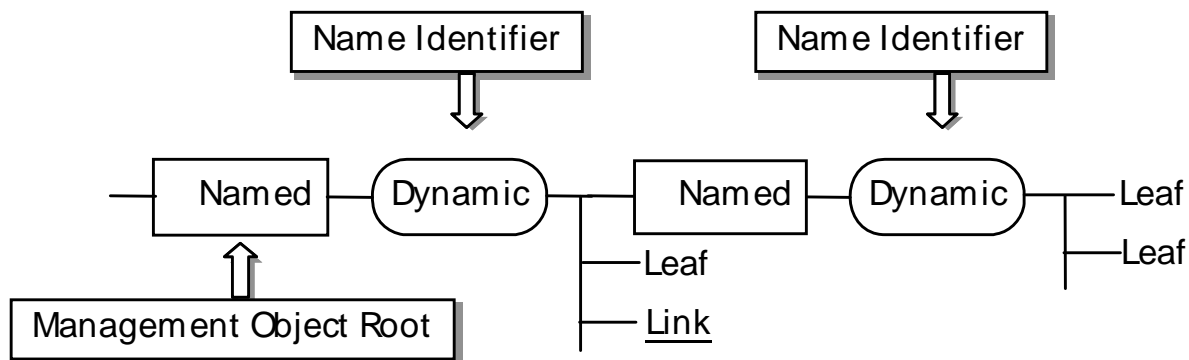 Name Identifier
Name Identifier
Named
Dynamic
Named
Dynamic
Leaf
Leaf
Leaf
Link
Management Object Root